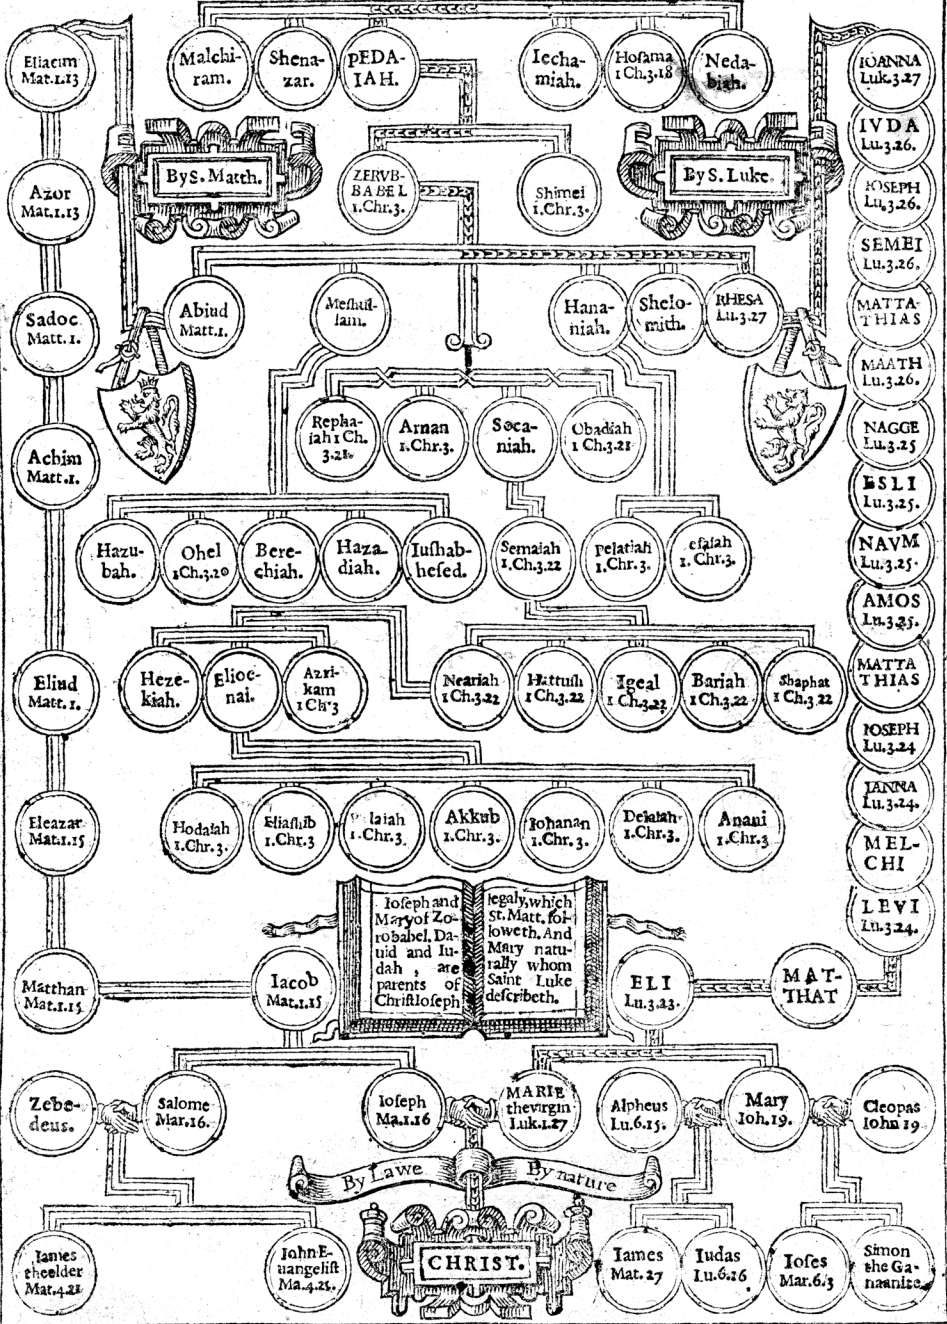 Eliacim
Mat.1.13
Malchi-
ram.
Shena-
zar.
PEDA-
IAH.
Iecha-
miah.
Hosama
1 Ch.3.18
Neda-
biah.
IOANNA
Luk.3.27
IVDA
Lu.3.26.
Azor
Mat.1.13
By S. Matth.
ZERVB-
BABEL
1.Chr.3.
Shimei
1.Chr.3.
By S. Luke.
IOSEPH
Lu.3.26.
SEMEI
Lu.3.26.
Sadoc
Matt.1.
Abiud
Matt.1.
Meſhul-
lam.
Hana-
niah.
Shelo-
mith.
RHESA
Lu.3.27
MATTA-
THIAS
MAATH
Lu.3.26.
Achim
Matt.1.
Repha-
iah 1 Ch.
3.21.
Arnan
1.Chr.3.
Seca-
niah.
Obadiah
1 Ch.3.21
NAGGE
Lu.3.25
ESLI
Lu.3.25.
Hazu-
bah.
Ohel
1Ch.3.20
Bere-
chiah.
Haza-
diah.
Iuſhab-
heſed.
Semaiah
1.Ch.3.22
Pelatiah
1.Chr.3.
eſaiah
1.Chr.3.
NAVM
Lu.3.25.
AMOS
Lu.3.25.
Eliud
Matt.1.
Heze-
kiah.
Elioe-
nai.
Azri-
kam
1 Ch.3
Neariah
1 Ch.3.22
Hattuſh
1 Ch.3.22
Igeal
1 Ch.3.22
Bariah
1 Ch.3.22
Shaphat
1 Ch.3.22
MATTA
THIAS
IOSEPH
Lu.3.24
Eleazar
Mat.1.15
Hodaiah
1.Chr.3.
Eliaſhib
1.Chr.3
laiah
1.Chr.3.
Akkub
1.Chr.3.
Iohanan
1.Chr.3.
Delaiah
1.Chr.3.
Anani
1.Chr.3
IANNA
Lu.3.24.
MEL-
CHI
LEVI
Lu.3.24.
Ioſeph and
Mary of Zo-
robabel. Da-
uid and Iu-
dah , are
parents of
Chriſt Ioſeph
legaly, which
St. Matt. fol-
loweth. And
Mary natu-
rally whom
Saint Luke
deſcribeth.
Matthan
Mat.1.15
Iacob
Mat.1.15
ELI
Lu.3.23.
MAT-
THAT
Zebe-
deus.
Salome
Mar.16.
Ioſeph
Ma.1.16
MARIE
the virgin
Luk.1.27
Alpheus
Lu.6.15.
Mary
Ioh.19.
Cleopas
Iohn 19
By Lawe
By nature
Iames
the elder
Mat.4.21
Iohn E-
uangeliſt
Ma.4.21.
CHRIST.
Iames
Mat.27
Iudas
Lu.6.16
Ioſes
Mar.6.3
Simon
the Ca-
naanite.